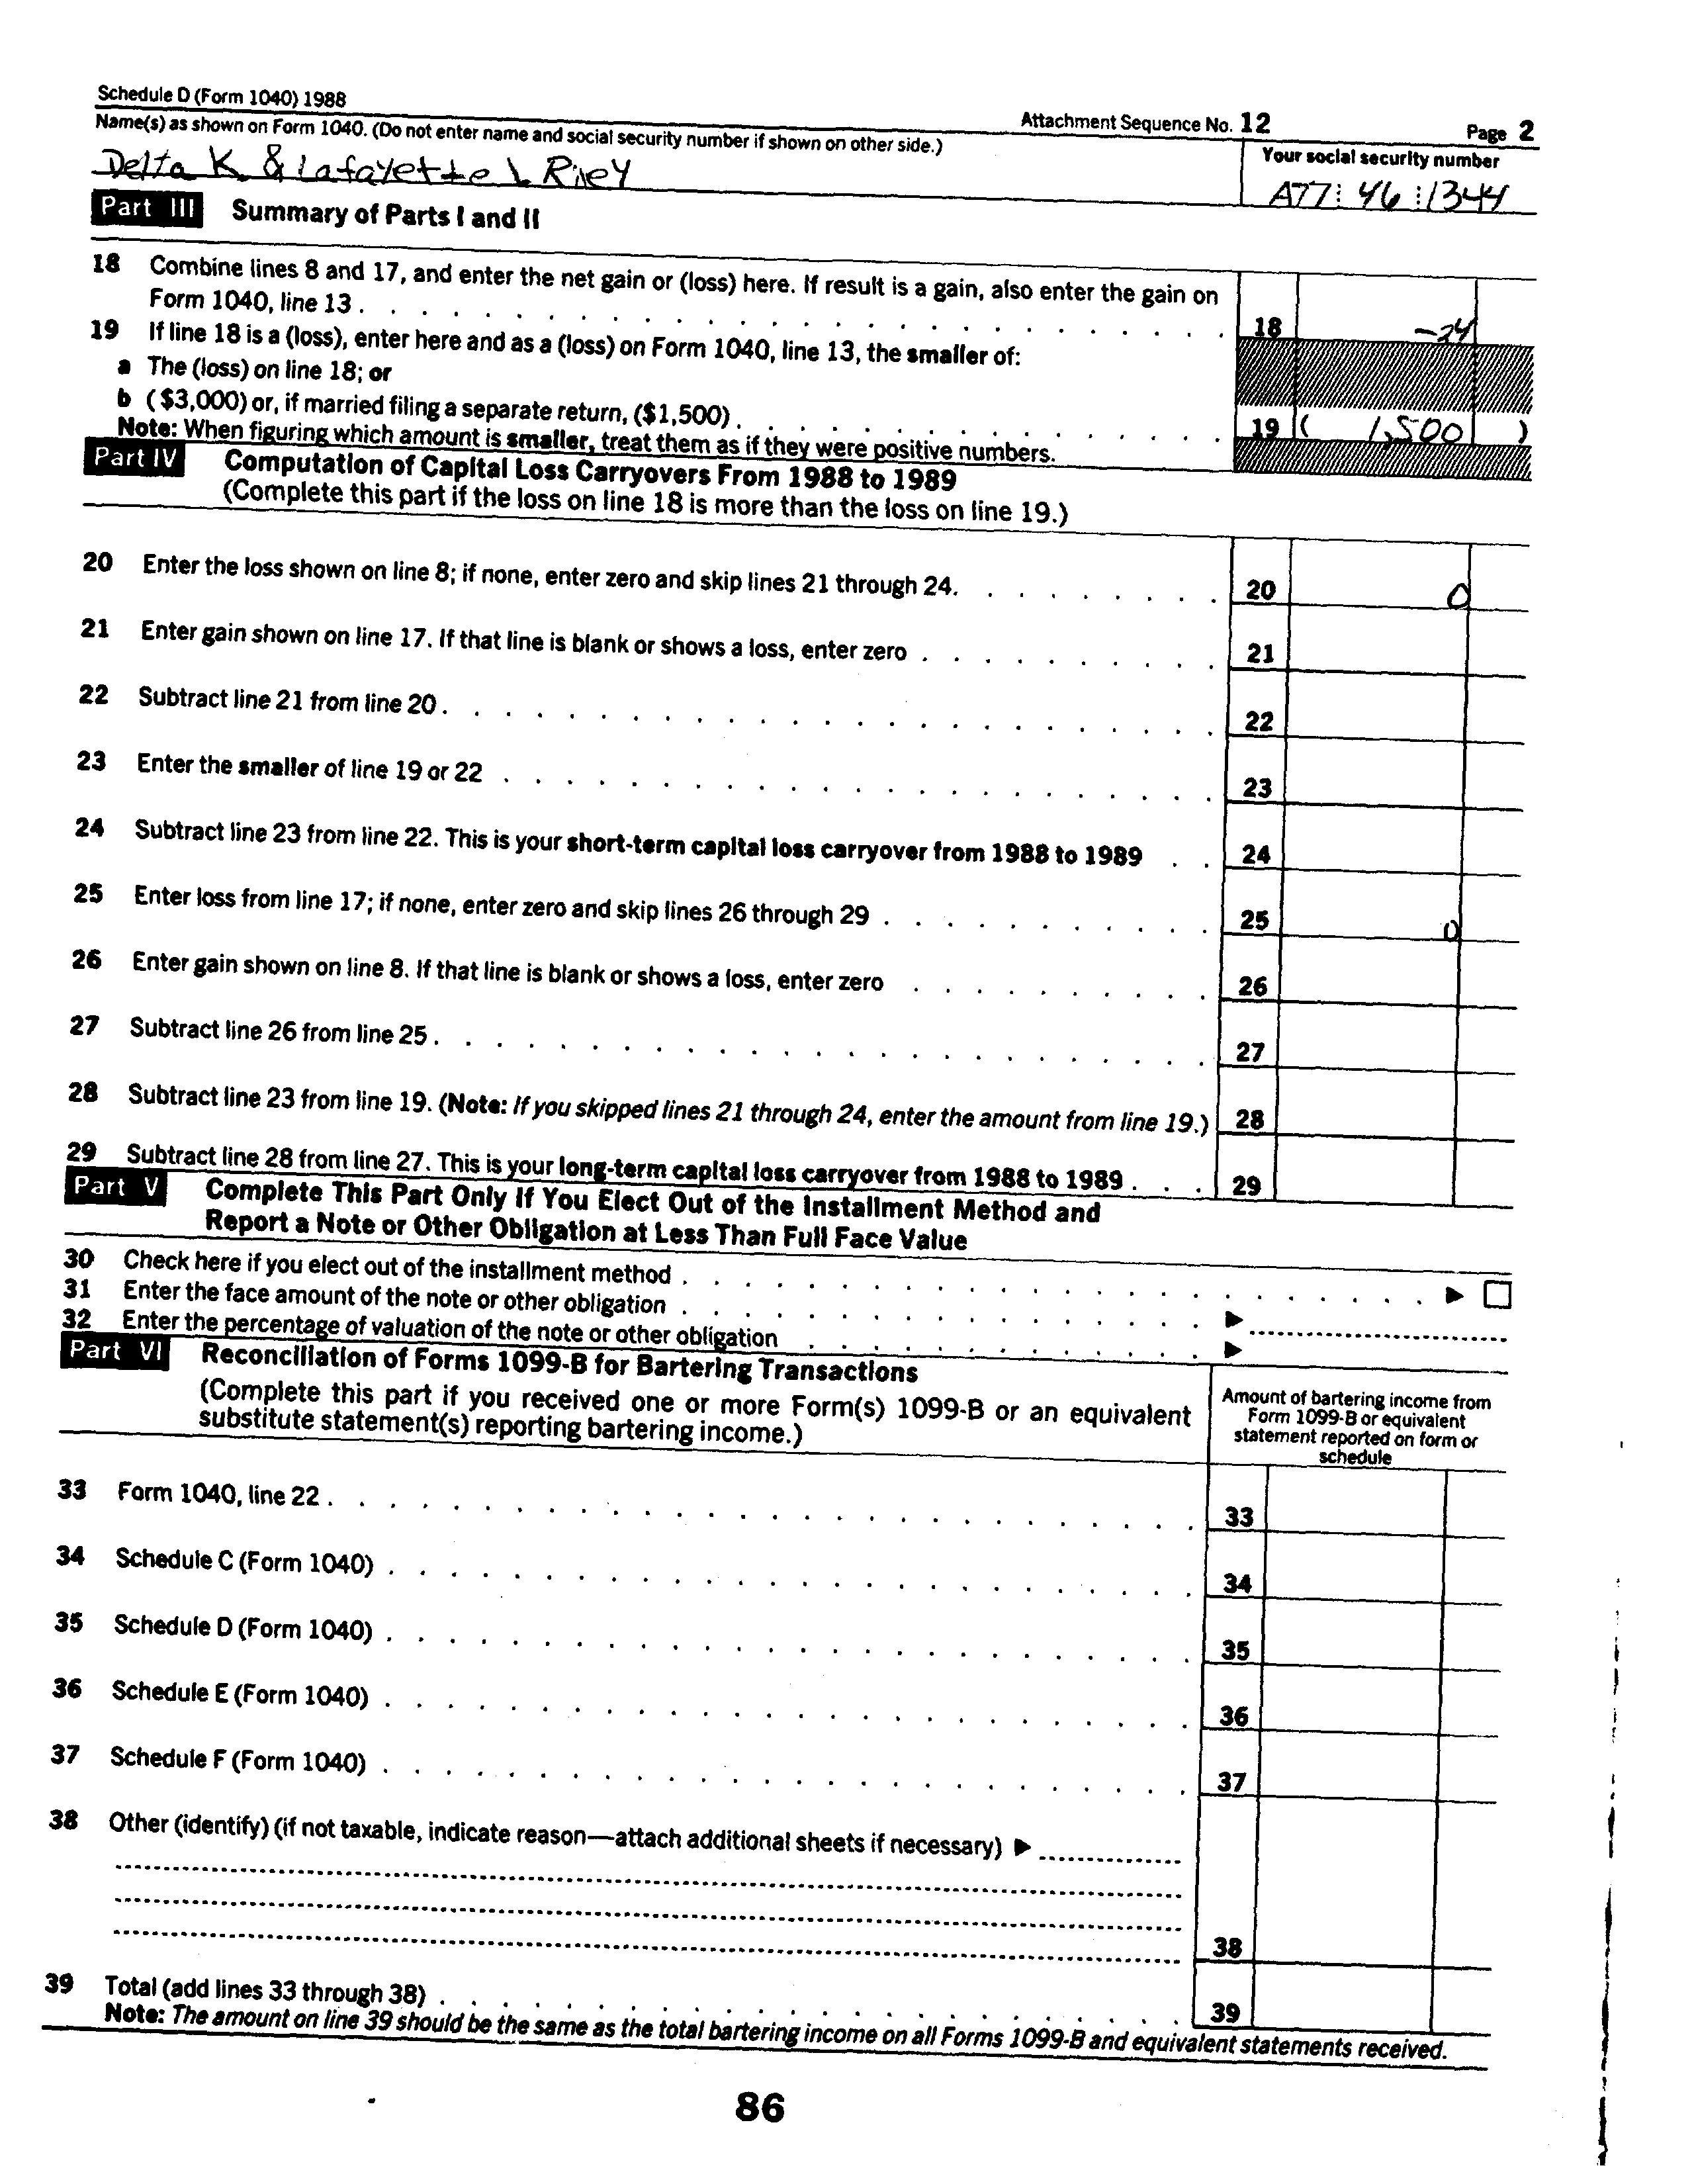 Schedule D (Form 1040) 1988 Attachment Sequence No. 12 Page 2
Name(s) as shown on Form 1040. (Do not enter name and social security number if shown on other side.) Your social security number
Delta K & Lafayette L Riley A77 46 1344
Part III Summary of Parts I and II
18 Combine lines 8 and 17, and enter the net gain or (loss) here. If result is a gain, also enter the gain on
Form 1040, line 13 . . . 18 -24
19 If line 18 is a (loss), enter here and as a (loss) on Form 1040, line 13, the smaller of:
a The (loss) on line 18; or
b ($3,000) or, if married filing a separate return, ($1,500) . . . 19 ( 1,500 )
Note: When figuring which amount is smaller, treat them as if they were positive numbers.
Part IV Computation of Capital Loss Carryovers From 1988 to 1989
(Complete this part if the loss on line 18 is more than the loss on line 19.)
20 Enter the loss shown on line 8; if none, enter zero and skip lines 21 through 24. . . . 20 0
21 Enter gain shown on line 17. If that line is blank or shows a loss, enter zero . . . 21
22 Subtract line 21 from line 20 . . . 22
23 Enter the smaller of line 19 or 22 . . . 23
24 Subtract line 23 from line 22. This is your short-term capital loss carryover from 1988 to 1989 . . 24
25 Enter loss from line 17; if none, enter zero and skip lines 26 through 29 . . . 25 0
26 Enter gain shown on line 8. If that line is blank or shows a loss, enter zero . . . 26
27 Subtract line 26 from line 25 . . . 27
28 Subtract line 23 from line 19. (Note: If you skipped lines 21 through 24, enter the amount from line 19.) 28
29 Subtract line 28 from line 27. This is your long-term capital loss carryover from 1988 to 1989 . . . 29
Part V Complete This Part Only If You Elect Out of the Installment Method and
Report a Note or Other Obligation at Less Than Full Face Value
30 Check here if you elect out of the installment method . . . ▶ ☐
31 Enter the face amount of the note or other obligation . . . ▶
32 Enter the percentage of valuation of the note or other obligation . . . ▶
Part VI Reconciliation of Forms 1099-B for Bartering Transactions
(Complete this part if you received one or more Form(s) 1099-B or an equivalent
substitute statement(s) reporting bartering income.)
Amount of bartering income from
Form 1099-B or equivalent
statement reported on form or
schedule
33 Form 1040, line 22 . . . 33
34 Schedule C (Form 1040) . . . 34
35 Schedule D (Form 1040) . . . 35
36 Schedule E (Form 1040) . . . 36
37 Schedule F (Form 1040) . . . 37
38 Other (identify) (if not taxable, indicate reason—attach additional sheets if necessary) ▶
38
39 Total (add lines 33 through 38) . . . 39
Note: The amount on line 39 should be the same as the total bartering income on all Forms 1099-B and equivalent statements received.
86